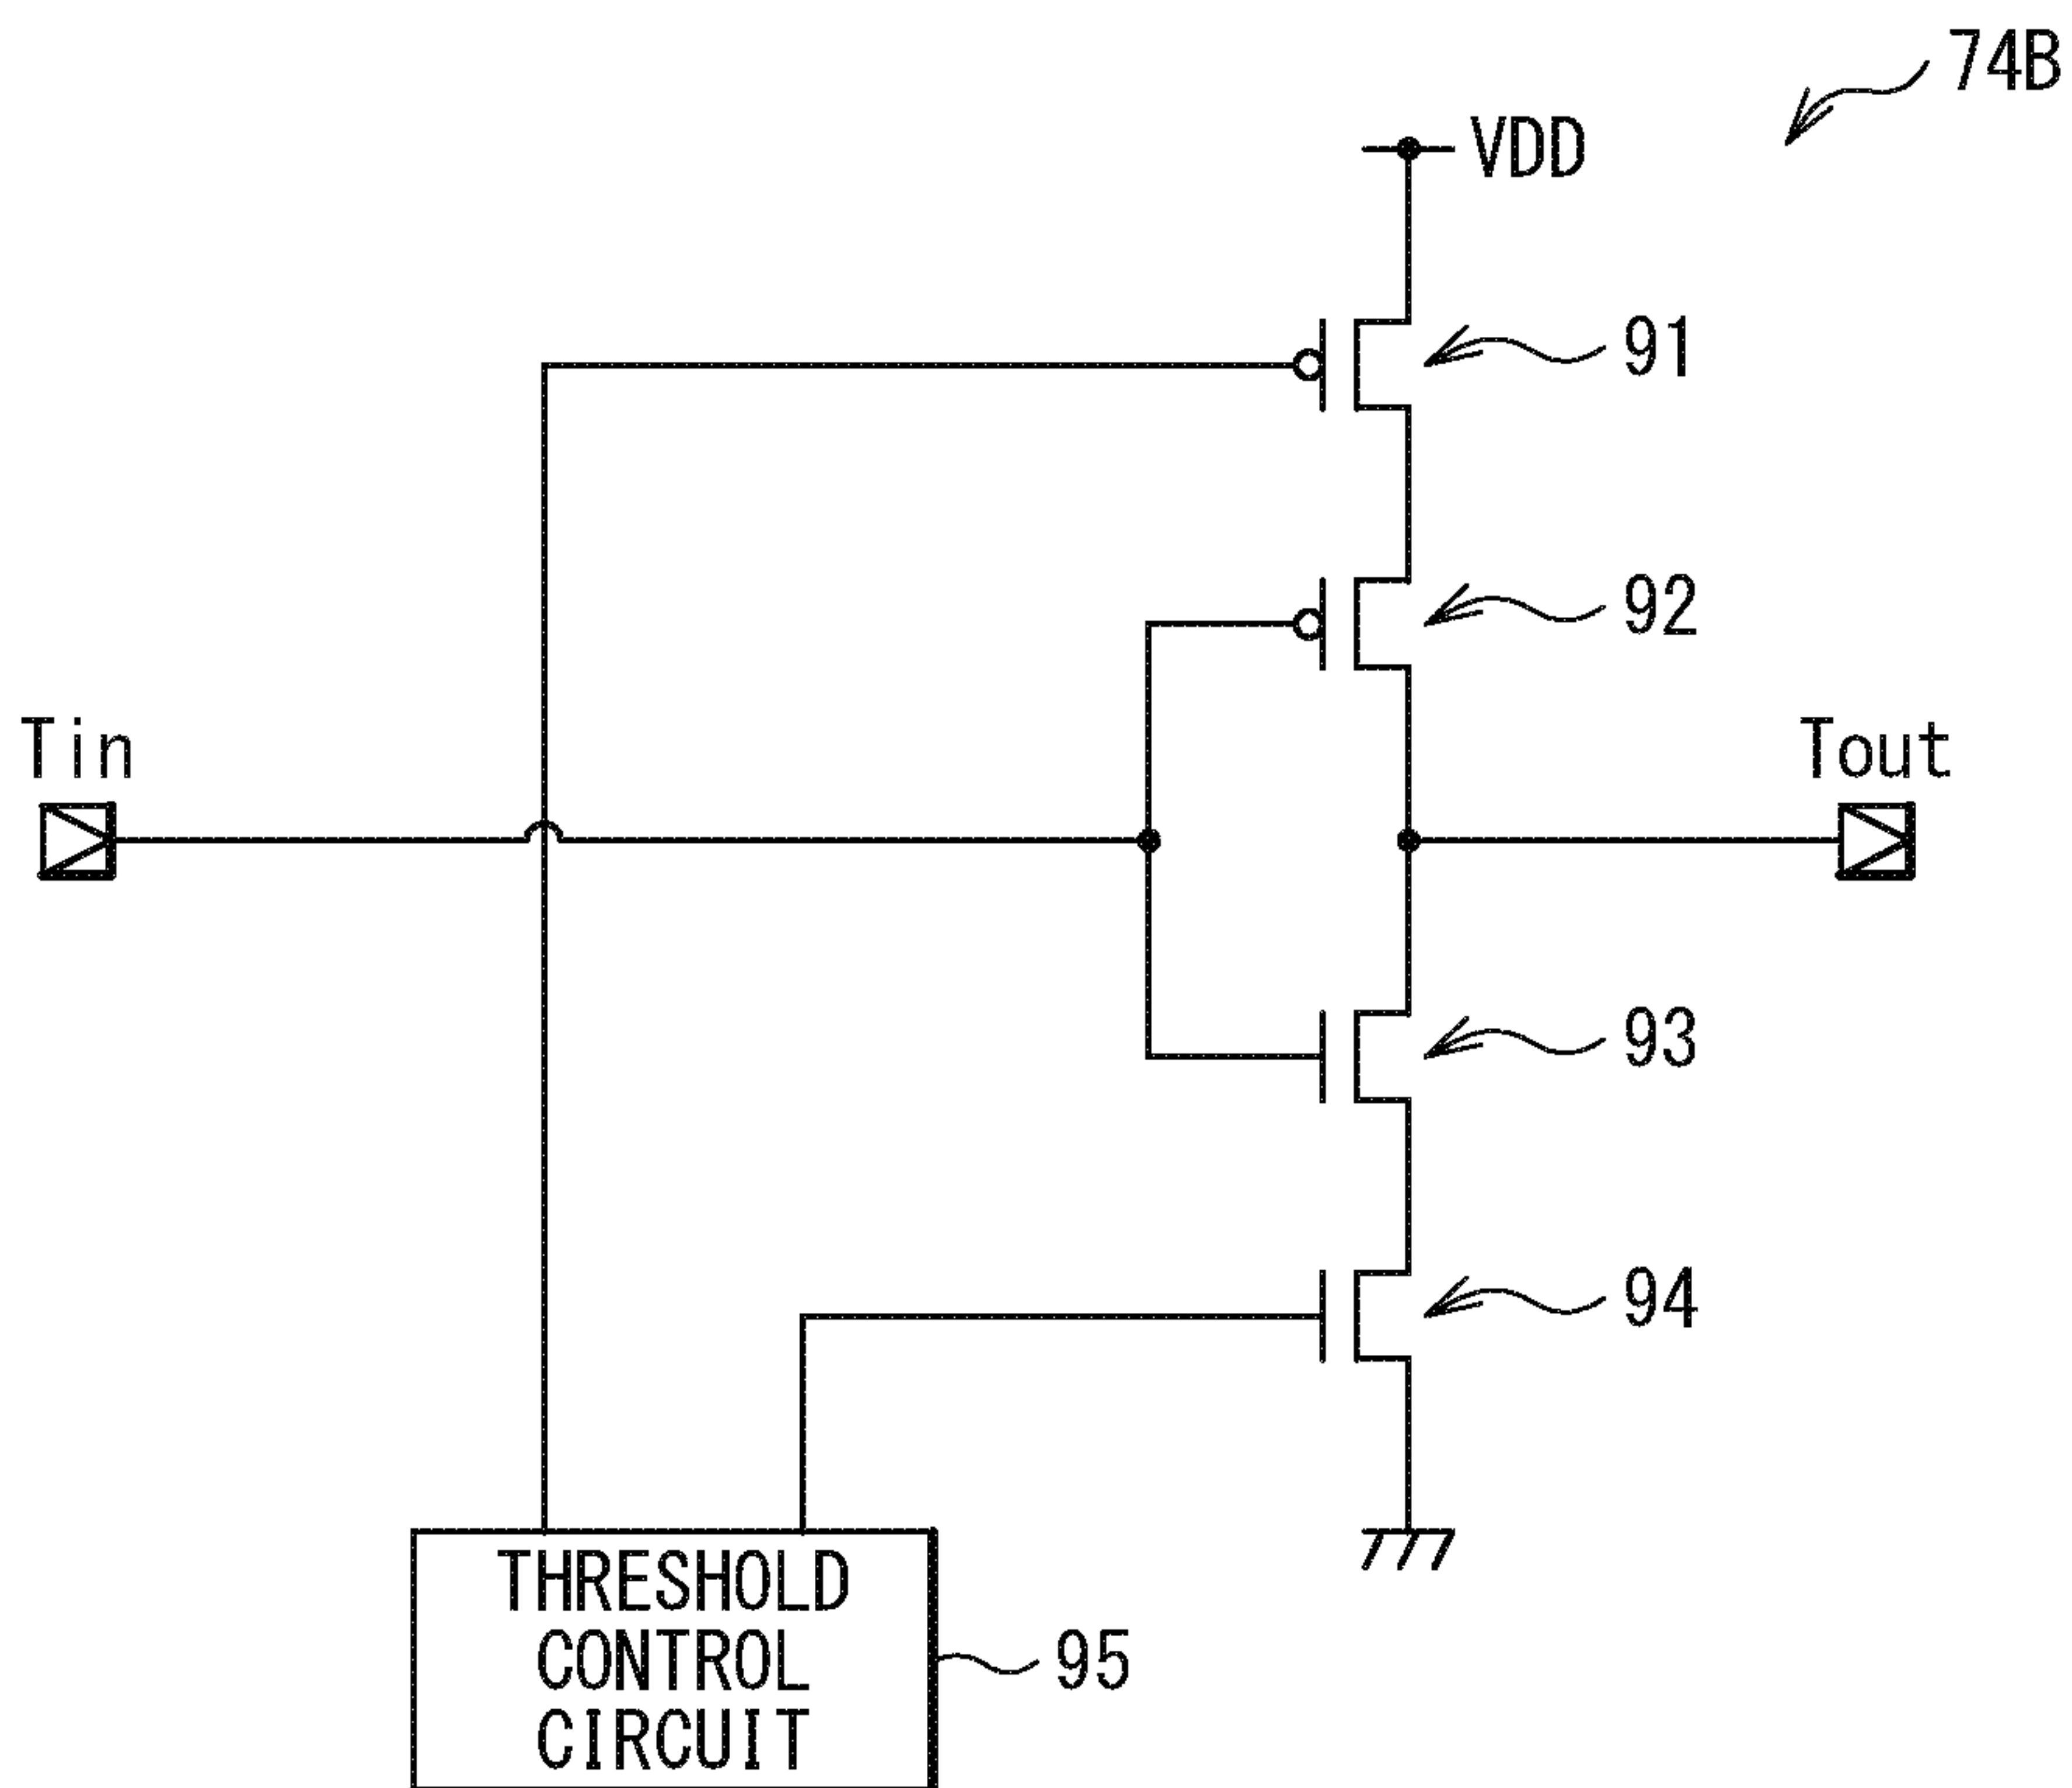 74B
VDD
91
92
Tin
Tout
93
94
THRESHOLD
CONTROL
CIRCUIT
95